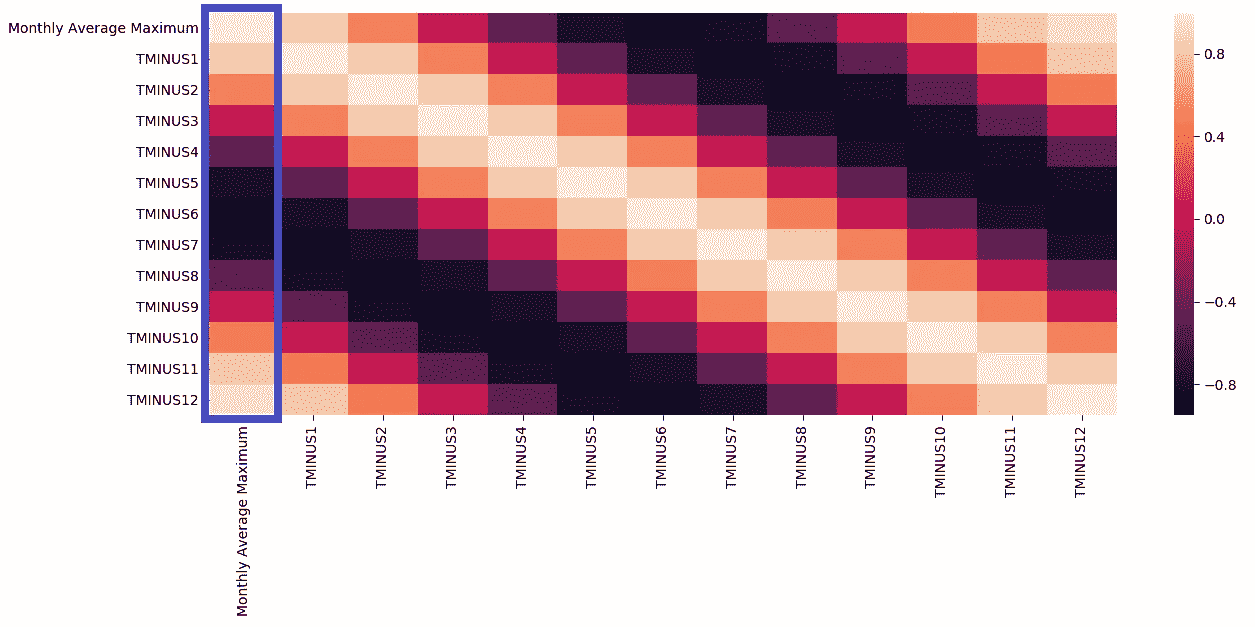 Monthly Average Maximum
TMINUS1
TMINUS2
TMINUS3
TMINUS4
TMINUS5
TMINUS6
TMINUS7
TMINUS8
TMINUS9
TMINUS10
TMINUS11
TMINUS12
Monthly Average Maximum
TMINUS1
TMINUS2
TMINUS3
TMINUS4
TMINUS5
TMINUS6
TMINUS7
TMINUS8
TMINUS9
TMINUS10
TMINUS11
TMINUS12
0.8
0.4
0.0
−0.4
−0.8